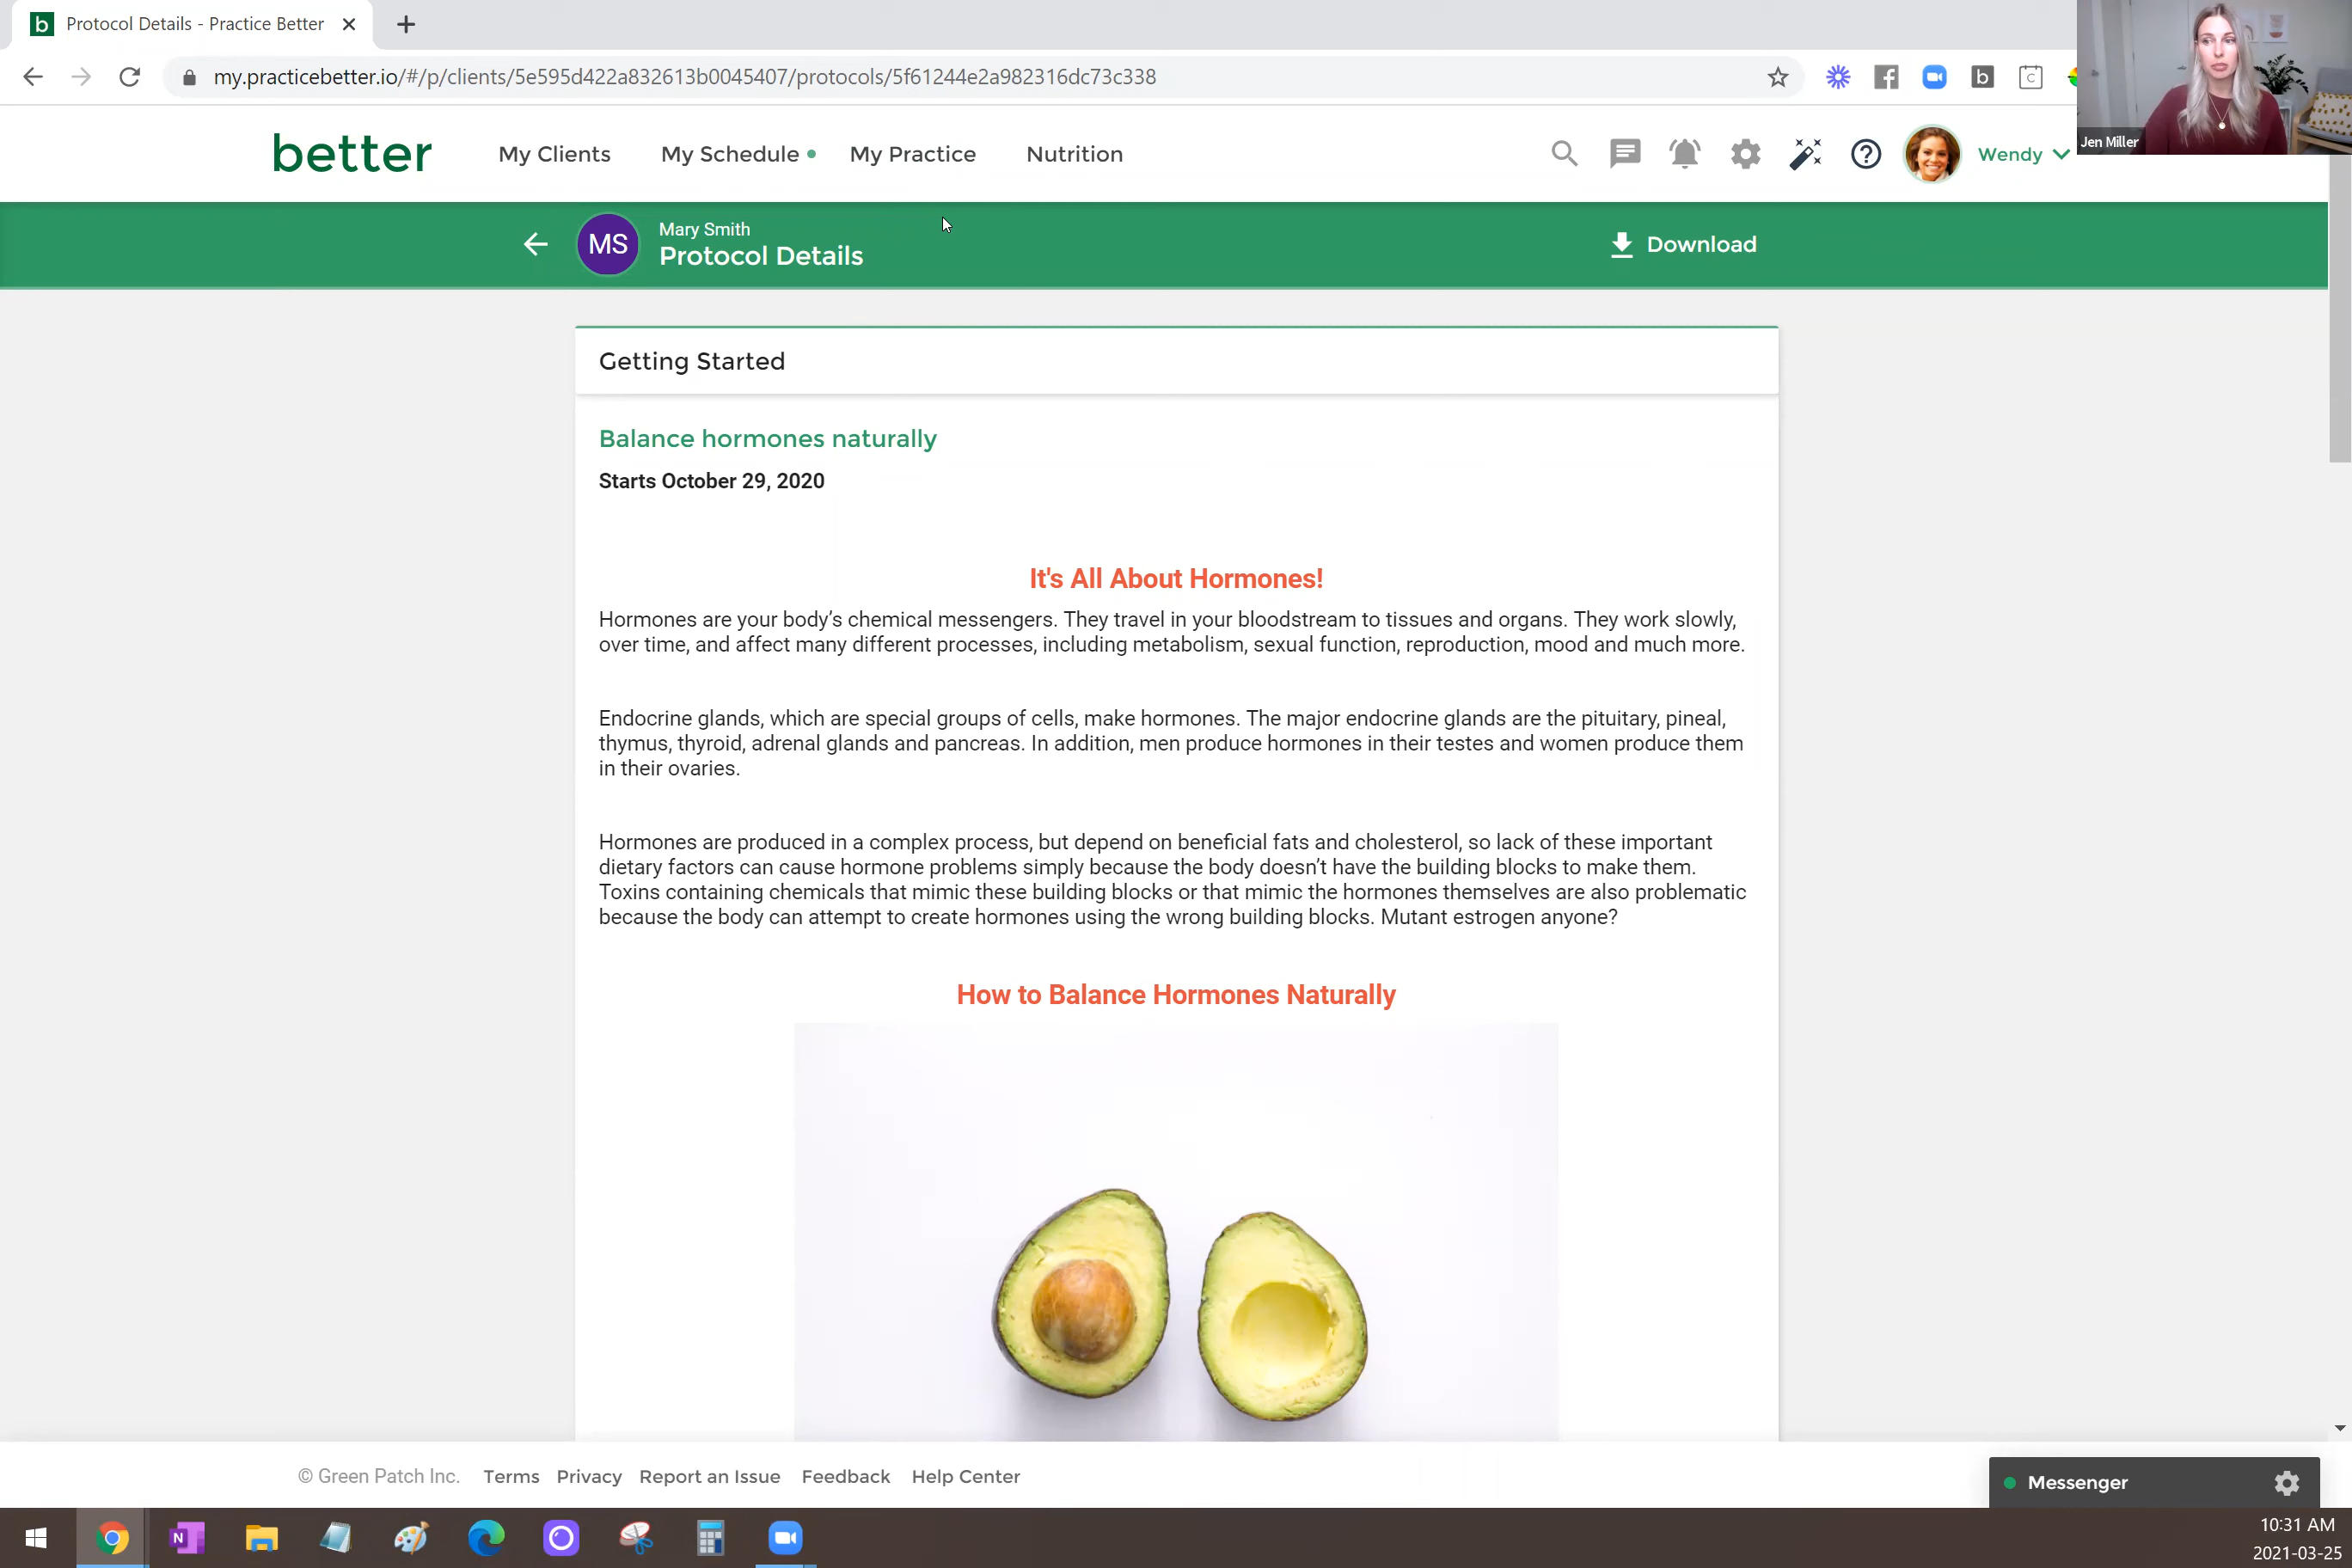 b Protocol Details - Practice Better
my.practicebetter.io/#/p/clients/5e595d422a832613b0045407/protocols/5f61244e2a982316dc73c338
b
C
Jen Miller
better My Clients My Schedule My Practice Nutrition Wendy
MS
Mary Smith
Protocol Details
Download
Getting Started
Balance hormones naturally
Starts October 29, 2020
It's All About Hormones!
Hormones are your body’s chemical messengers. They travel in your bloodstream to tissues and organs. They work slowly,
over time, and affect many different processes, including metabolism, sexual function, reproduction, mood and much more.
Endocrine glands, which are special groups of cells, make hormones. The major endocrine glands are the pituitary, pineal,
thymus, thyroid, adrenal glands and pancreas. In addition, men produce hormones in their testes and women produce them
in their ovaries.
Hormones are produced in a complex process, but depend on beneficial fats and cholesterol, so lack of these important
dietary factors can cause hormone problems simply because the body doesn’t have the building blocks to make them.
Toxins containing chemicals that mimic these building blocks or that mimic the hormones themselves are also problematic
because the body can attempt to create hormones using the wrong building blocks. Mutant estrogen anyone?
How to Balance Hormones Naturally
© Green Patch Inc. Terms Privacy Report an Issue Feedback Help Center
Messenger
N
10:31 AM
2021-03-25